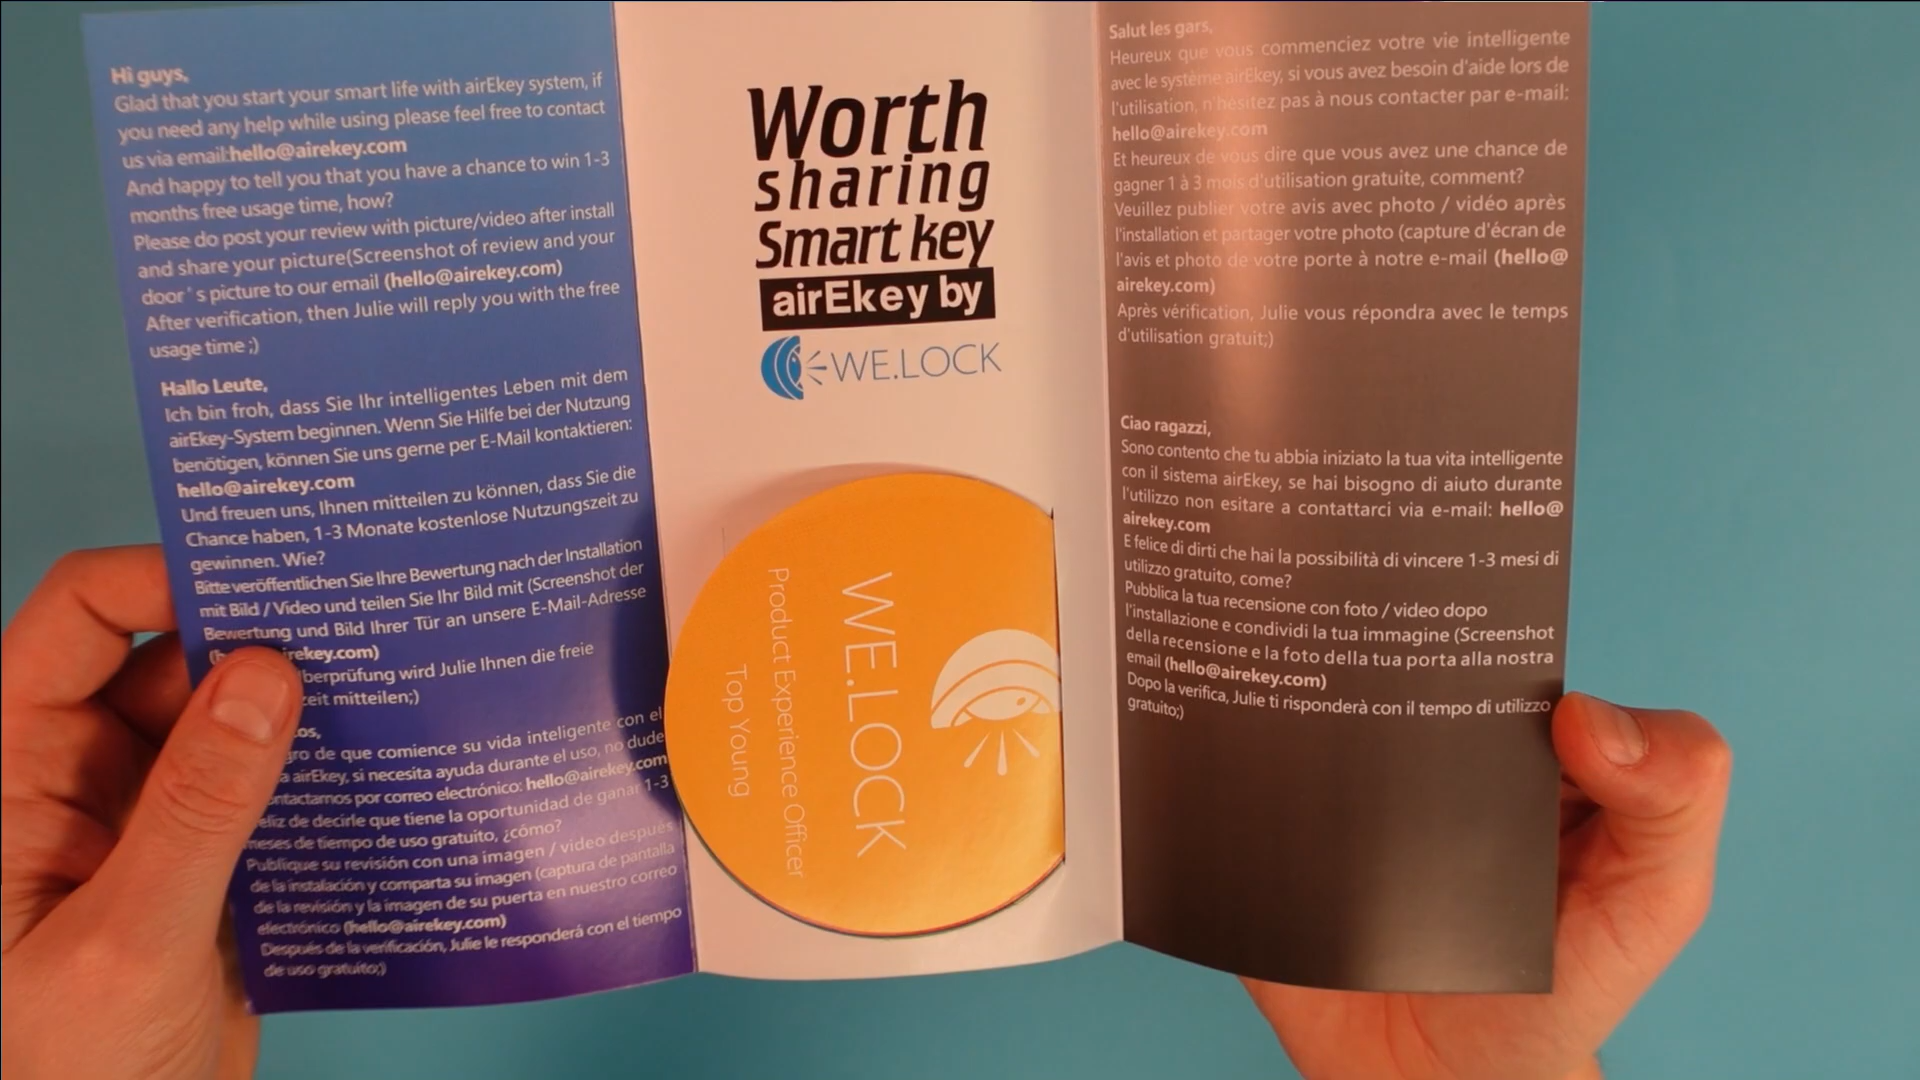 Hi guys,
Glad that you start your smart life with airEkey system, if
you need any help while using please feel free to contact
us via email:hello@airekey.com
And happy to tell you that you have a chance to win 1-3
months free usage time, how?
Please do post your review with picture/video after install
and share your picture(Screenshot of review and your
door's picture to our email (hello@airekey.com)
After verification, then Julie will reply you with the free
usage time ;)
Hallo Leute,
Ich bin froh, dass Sie Ihr intelligentes Leben mit dem
airEkey-System beginnen. Wenn Sie Hilfe bei der Nutzung
benötigen, können Sie uns gerne per E-Mail kontaktieren:
hello@airekey.com
Und freuen uns, Ihnen mitteilen zu können, dass Sie die
Chance haben, 1-3 Monate kostenlose Nutzungszeit zu
gewinnen. Wie?
Bitte veröffentlichen Sie Ihre Bewertung nach der Installation
mit Bild / Video und teilen Sie Ihr Bild mit (Screenshot der
Bewertung und Bild Ihrer Tür an unsere E-Mail-Adresse
irekey.com)
berprüfung wird Julie Ihnen die freie
zeit mitteilen;)
os,
gro de que comience su vida inteligente con el
a airEkey, si necesita ayuda durante el uso, no dude
ontactarnos por correo electrónico: hello@airekey.com
eliz de decirle que tiene la oportunidad de ganar 1-3
meses de tiempo de uso gratuito, ¿cómo?
Publique su revisión con una imagen / video después
de la instalación y comparta su imagen (captura de pantalla
de la revisión y la imagen de su puerta en nuestro correo
electrónico (hello@airekey.com)
Después de la verificación, Julie le responderá con el tiempo
de uso gratuito;)
Worth
sharing
Smart key
airEkey by
WE.LOCK
WE.LOCK
Product Experience Officer
Top Young
Salut les gars,
Heureux que vous commenciez votre vie intelligente
avec le système airEkey, si vous avez besoin d'aide lors de
l'utilisation, n'hésitez pas à nous contacter par e-mail:
hello@airekey.com
Et heureux de vous dire que vous avez une chance de
gagner 1 à 3 mois d'utilisation gratuite, comment?
Veuillez publier votre avis avec photo / vidéo après
l'installation et partager votre photo (capture d'écran de
l'avis et photo de votre porte à notre e-mail (hello@
airekey.com)
Après vérification, Julie vous répondra avec le temps
d'utilisation gratuit;)
Ciao ragazzi,
Sono contento che tu abbia iniziato la tua vita intelligente
con il sistema airEkey, se hai bisogno di aiuto durante
l'utilizzo non esitare a contattarci via e-mail: hello@
airekey.com
E felice di dirti che hai la possibilità di vincere 1-3 mesi di
utilizzo gratuito, come?
Pubblica la tua recensione con foto / video dopo
l'installazione e condividi la tua immagine (Screenshot
della recensione e la foto della tua porta alla nostra
email (hello@airekey.com)
Dopo la verifica, Julie ti risponderà con il tempo di utilizzo
gratuito;)